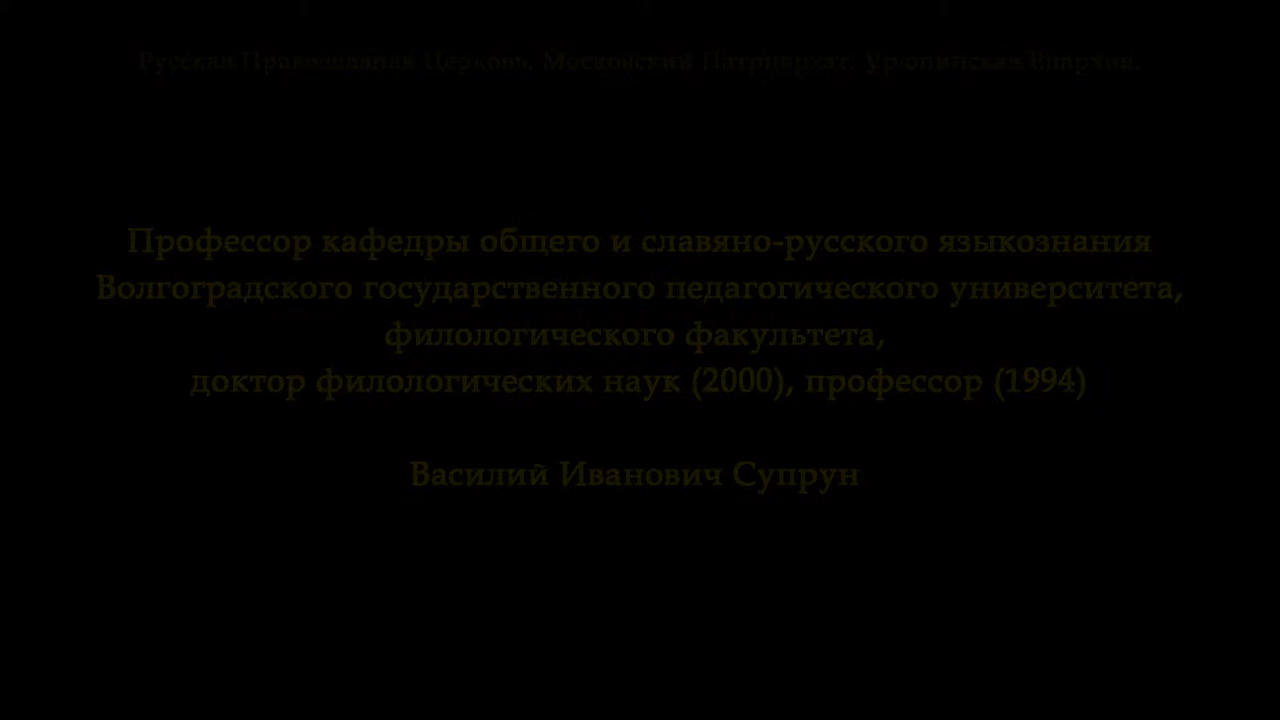 Русская Православная Церковь. Московский Патриархат. Урюпинская Епархия.
Профессор кафедры общего и славяно-русского языкознания
Волгоградского государственного педагогического университета,
филологического факультета,
доктор филологических наук (2000), профессор (1994)
Василий Иванович Супрун